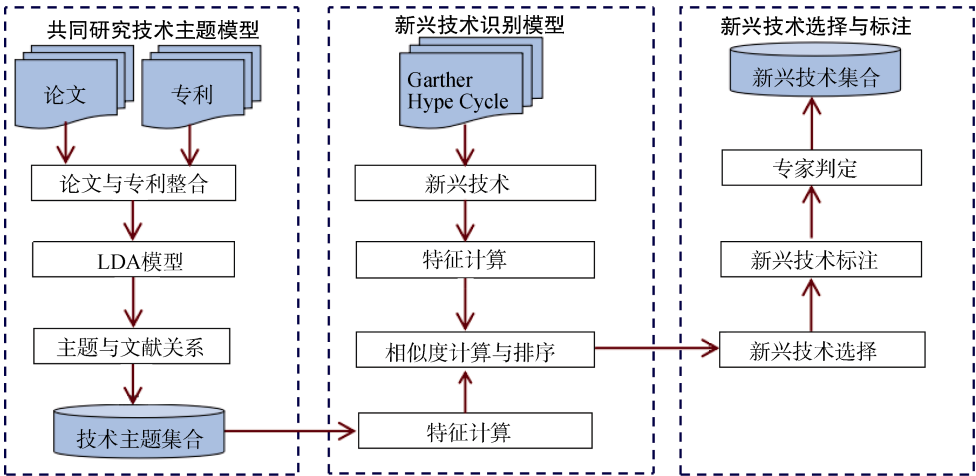 共同研究技术主题模型
论文
专利
论文与专利整合
LDA模型
主题与文献关系
技术主题集合
新兴技术识别模型
Garther
Hype Cycle
新兴技术
特征计算
相似度计算与排序
特征计算
新兴技术选择与标注
新兴技术集合
专家判定
新兴技术标注
新兴技术选择